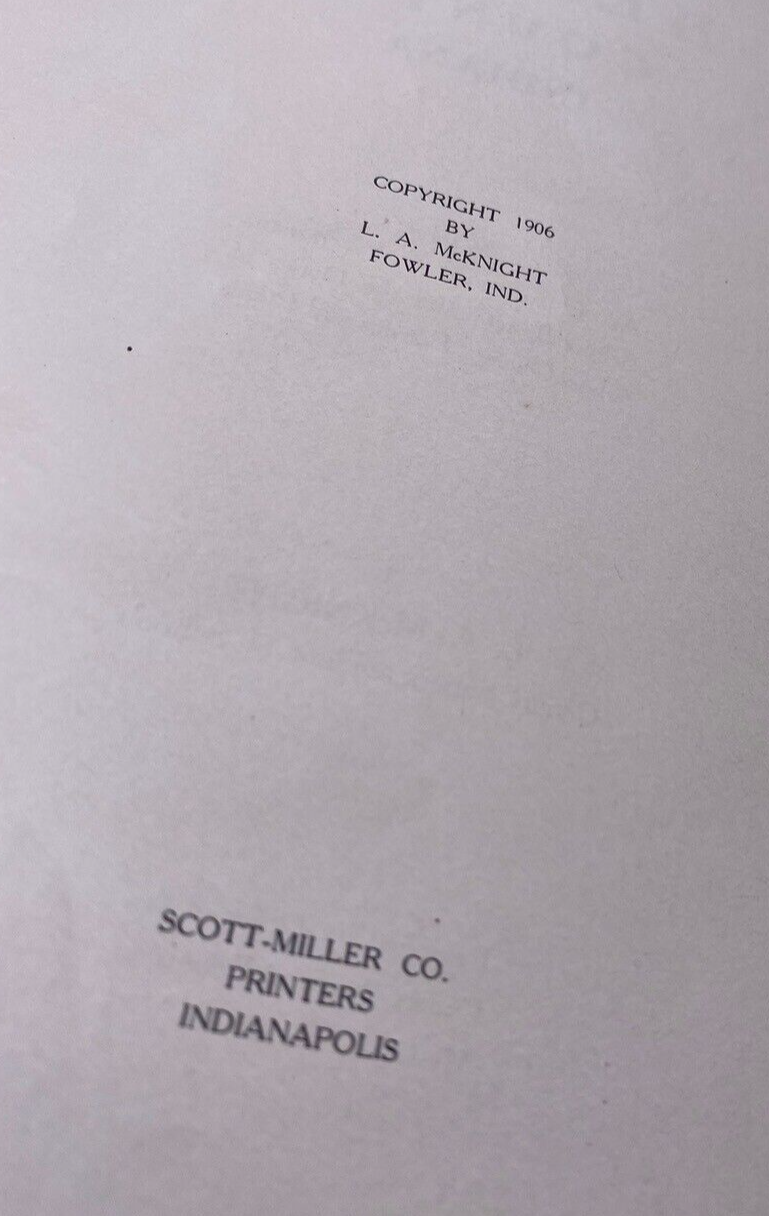 COPYRIGHT 1906
BY
L. A. McKNIGHT
FOWLER, IND.
SCOTT-MILLER CO.
PRINTERS
INDIANAPOLIS